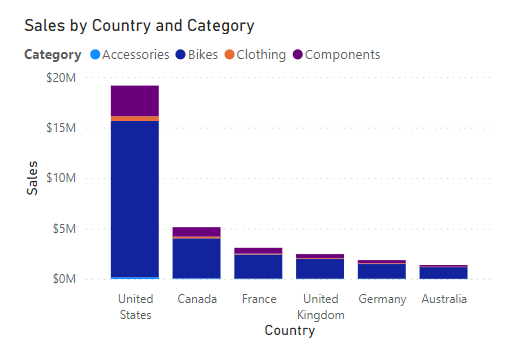 Sales by Country and Category
Category Accessories Bikes Clothing Components
$20M
$15M
$10M
$5M
$0M
Sales
United States
Canada
France
United Kingdom
Germany
Australia
Country